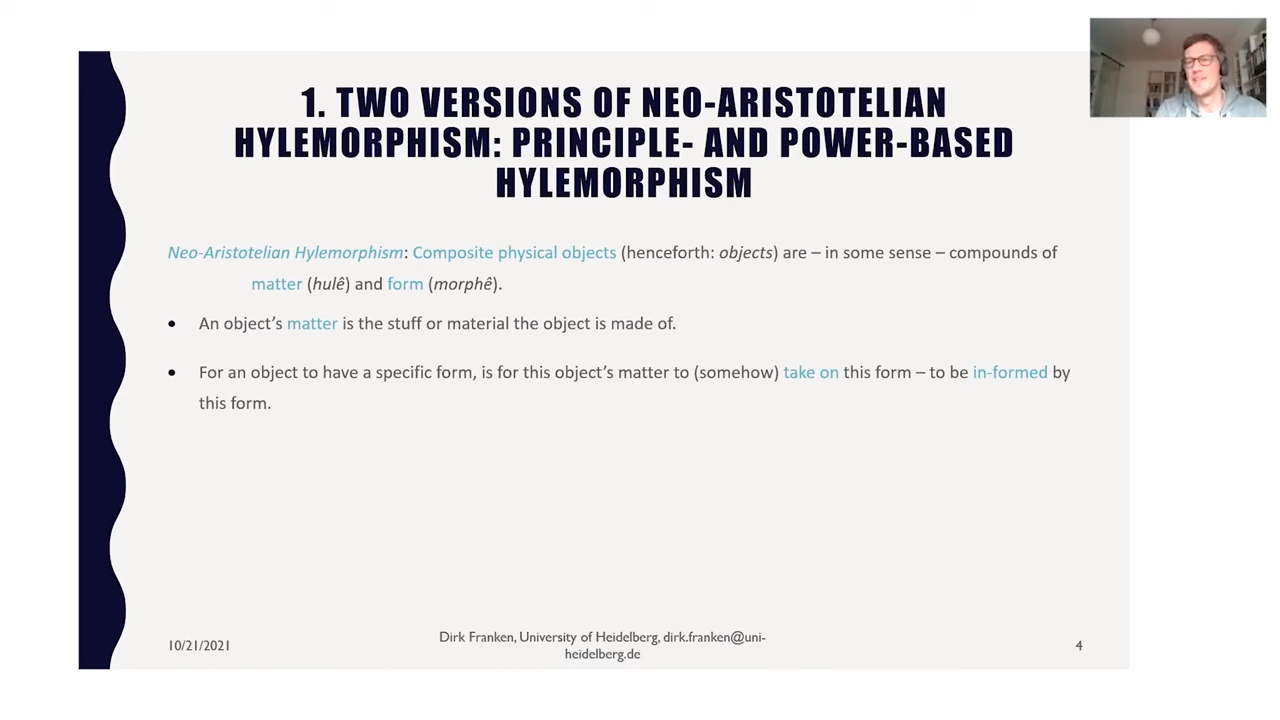 1. TWO VERSIONS OF NEO-ARISTOTELIAN
HYLEMORPHISM: PRINCIPLE- AND POWER-BASED
HYLEMORPHISM
Neo-Aristotelian Hylemorphism: Composite physical objects (henceforth: objects) are – in some sense – compounds of
matter (hulê) and form (morphê).
• An object’s matter is the stuff or material the object is made of.
• For an object to have a specific form, is for this object’s matter to (somehow) take on this form – to be in-formed by
this form.
10/21/2021
Dirk Franken, University of Heidelberg, dirk.franken@uni-
heidelberg.de
4